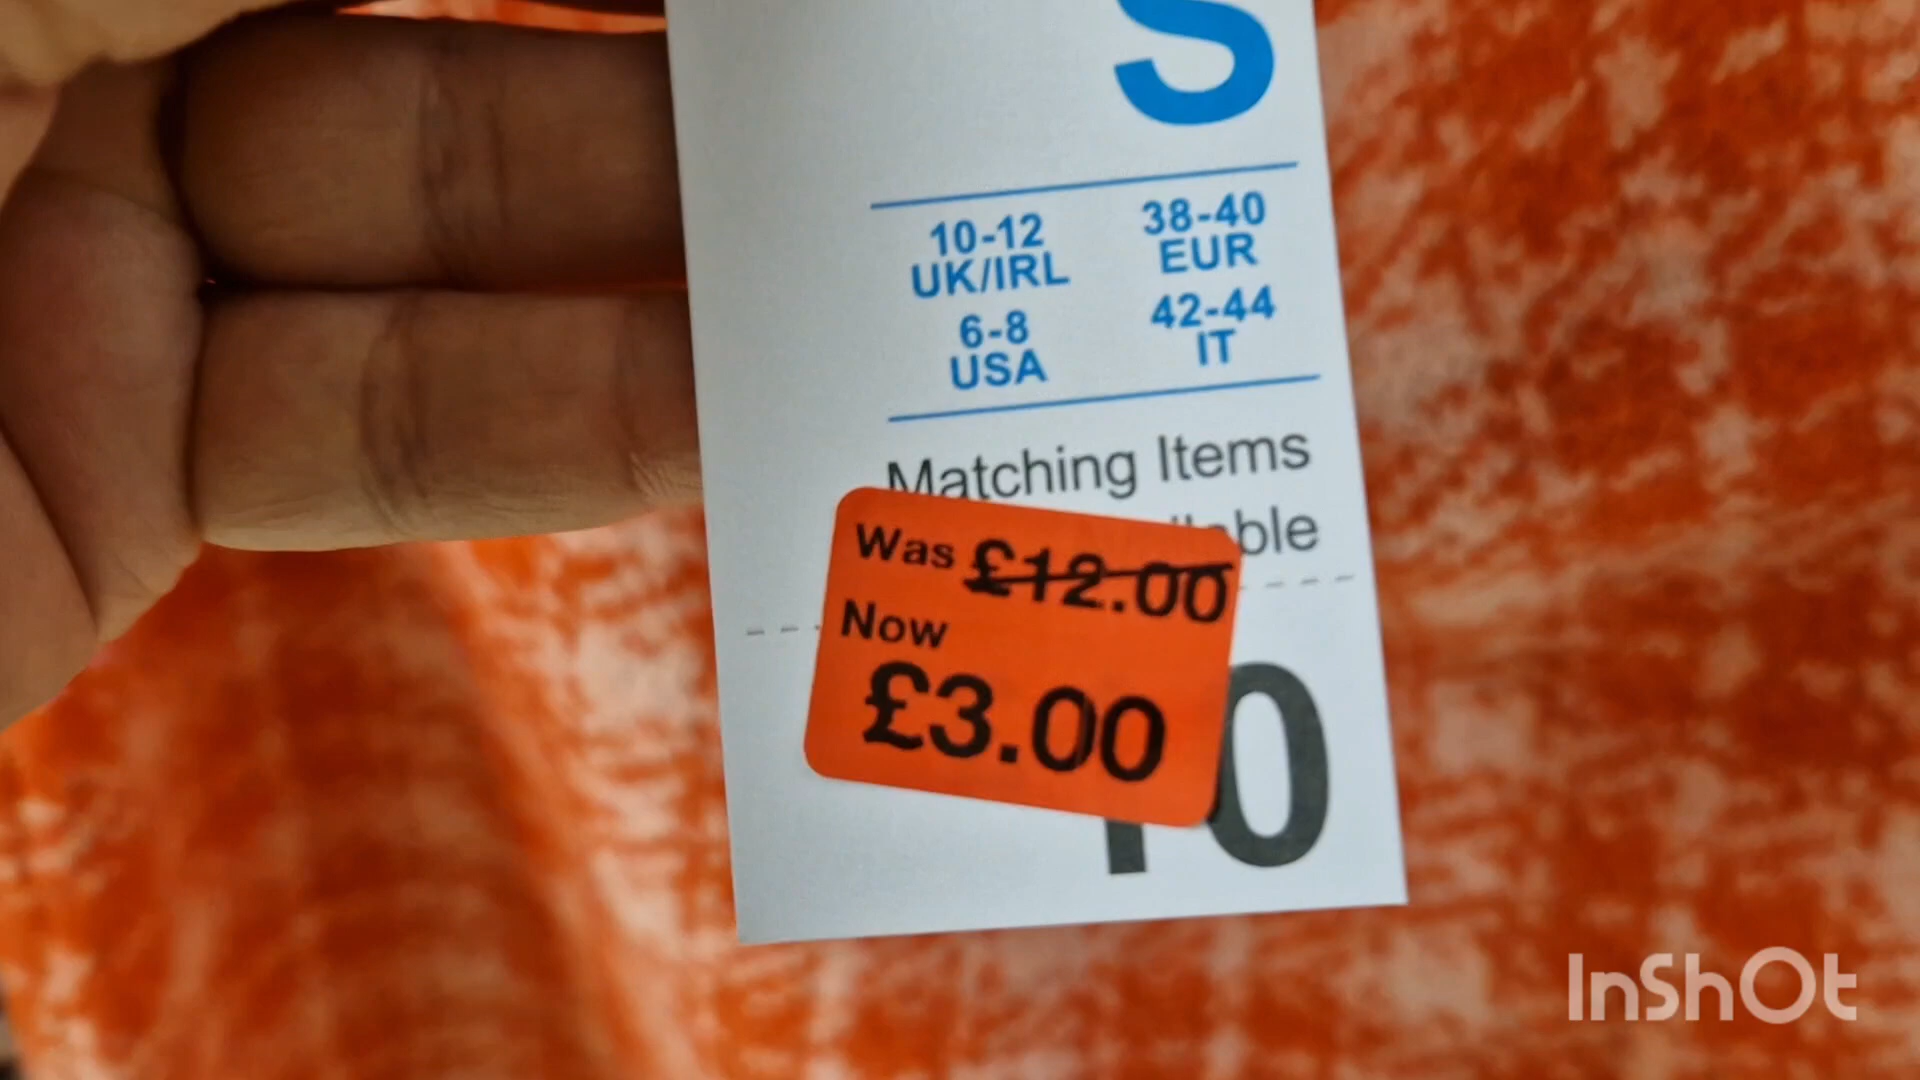 S
10-12
UK/IRL
38-40
EUR
6-8
USA
42-44
IT
Matching Items
Was £12.00
Now
£3.00
InShOt